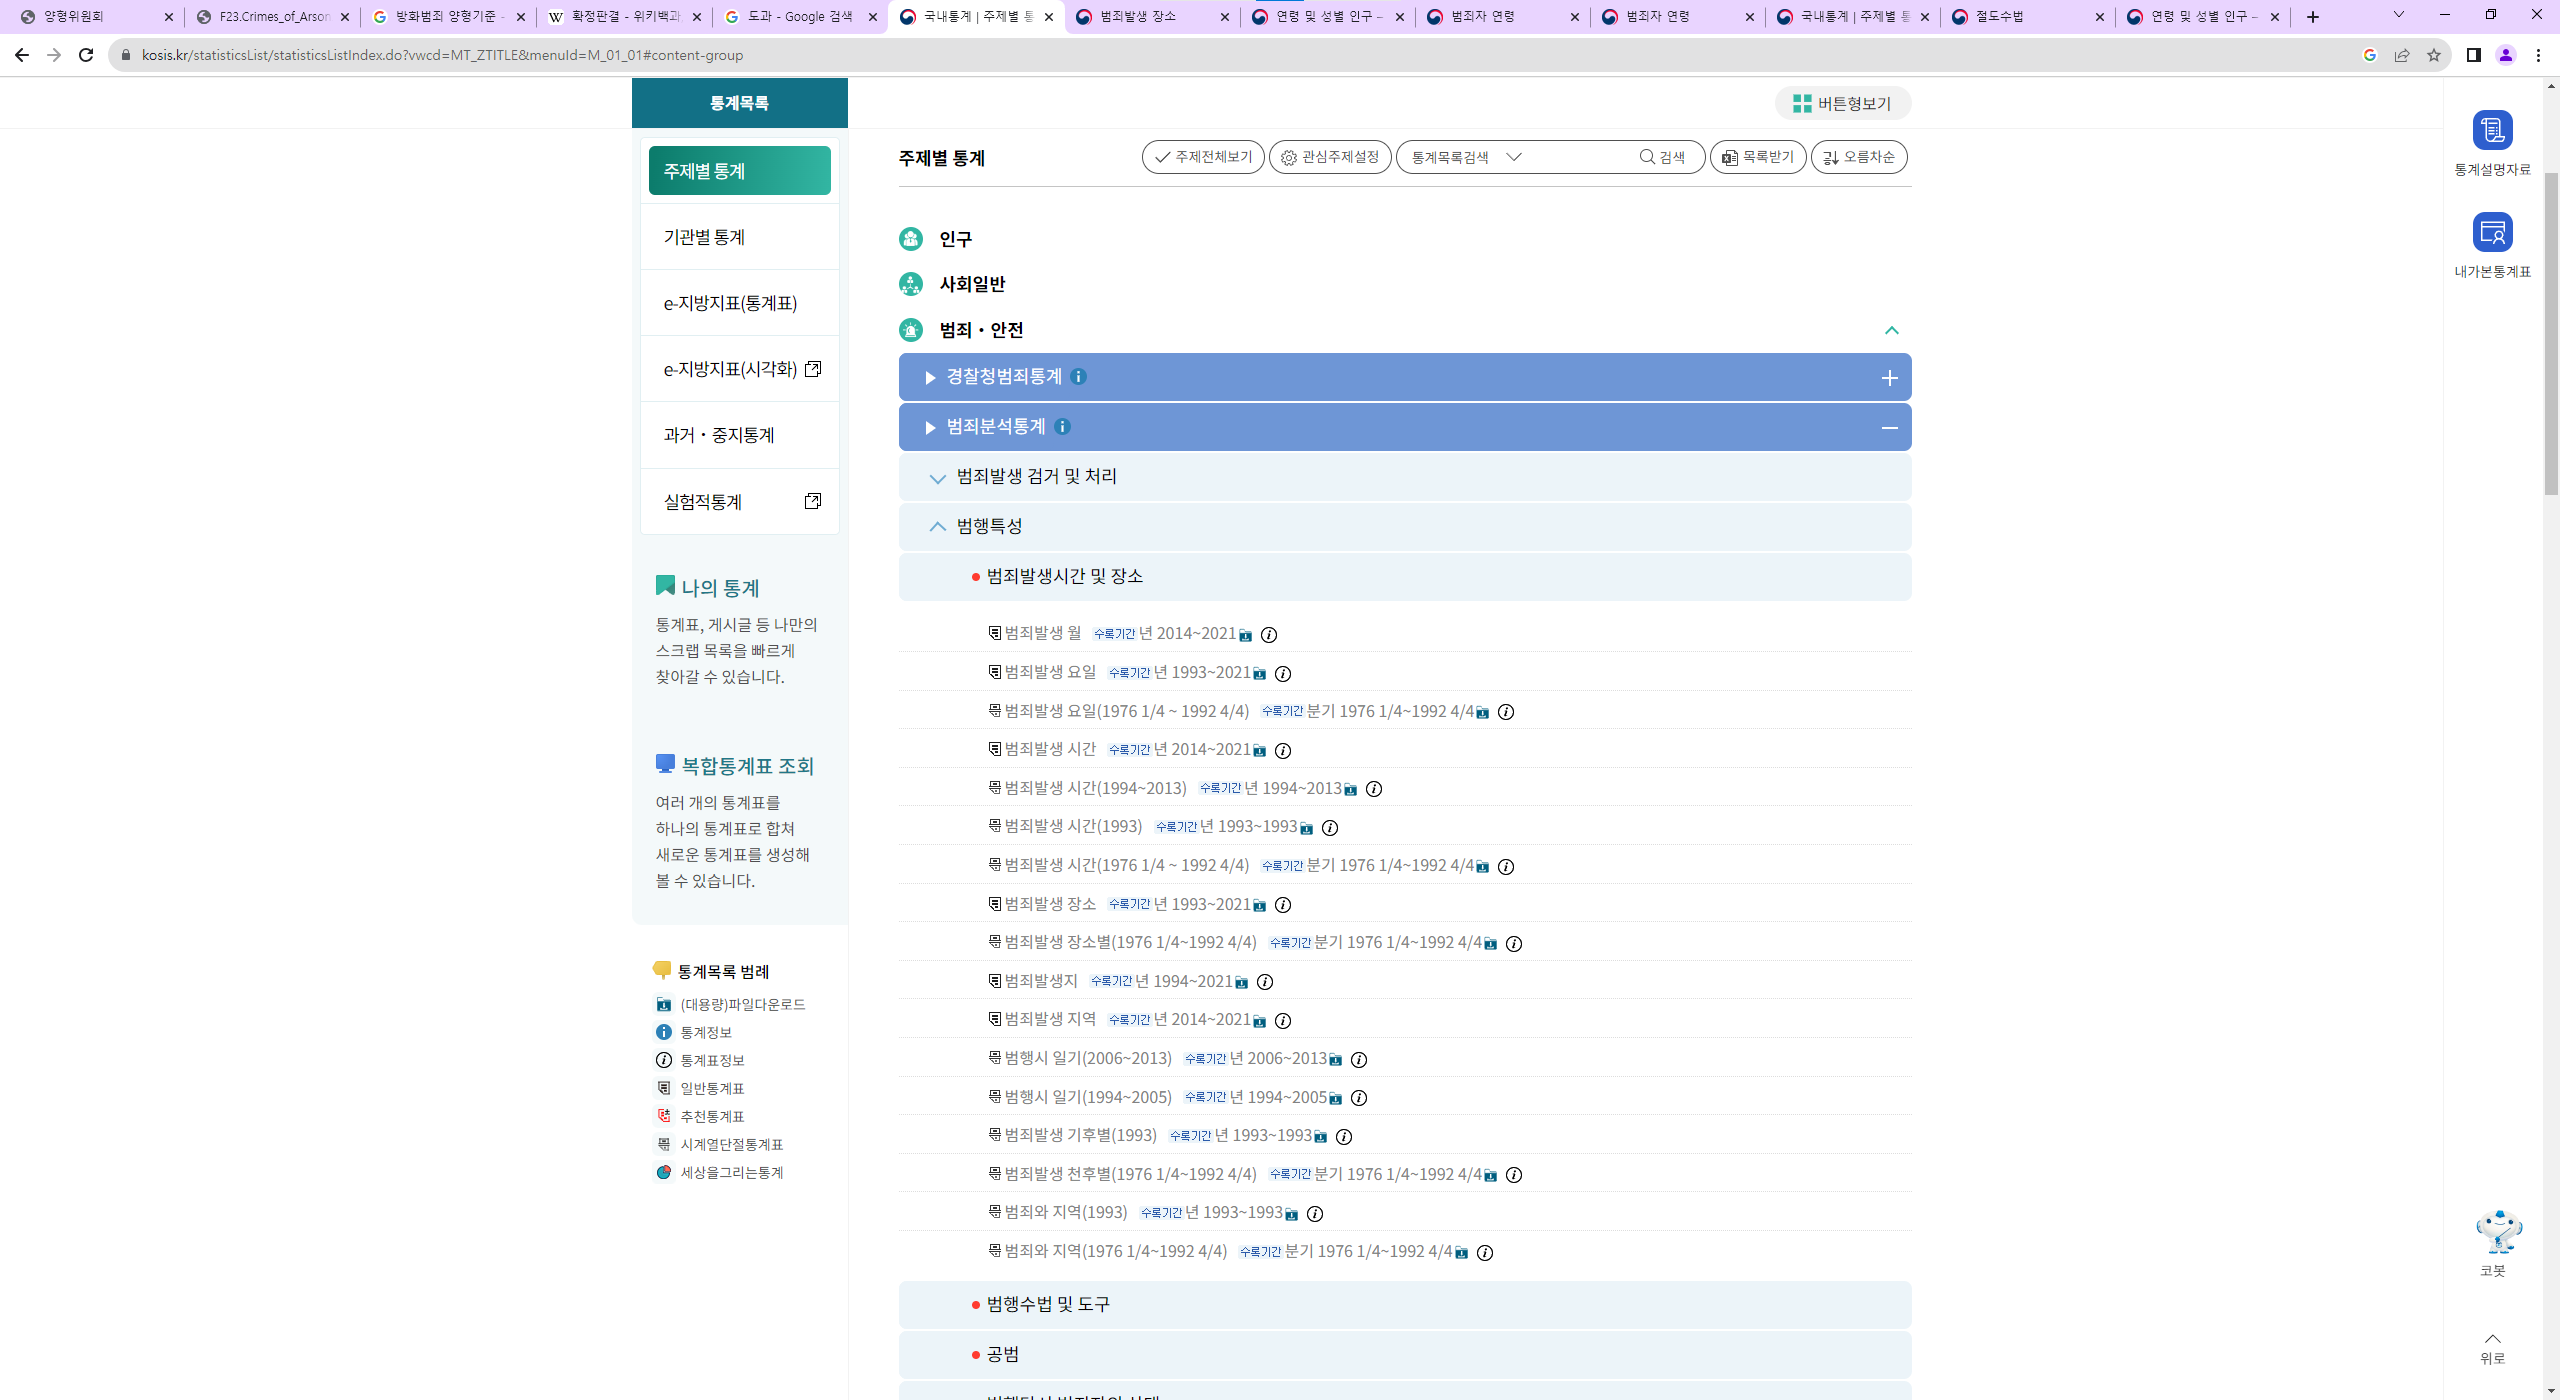 양형위원회
F23.Crimes_of_Arson
방화범죄 양형기준 -
확정판결 - 위키백과
도과 - Google 검색
국내통계 | 주제별 통
범죄발생 장소
연령 및 성별 인구 –
범죄자 연령
범죄자 연령
국내통계 | 주제별 통
절도수법
연령 및 성별 인구 –
kosis.kr/statisticsList/statisticsListIndex.do?vwcd=MT_ZTITLE&menuId=M_01_01#content-group
통계목록
버튼형보기
주제별 통계
기관별 통계
e-지방지표(통계표)
e-지방지표(시각화)
과거・중지통계
실험적통계
나의 통계
통계표, 게시글 등 나만의
스크랩 목록을 빠르게
찾아갈 수 있습니다.
복합통계표 조회
여러 개의 통계표를
하나의 통계표로 합쳐
새로운 통계표를 생성해
볼 수 있습니다.
통계목록 범례
(대용량)파일다운로드
통계정보
통계표정보
일반통계표
추천통계표
시계열단절통계표
세상을그리는통계
주제별 통계
주제전체보기
관심주제설정
통계목록검색
검색
목록받기
오름차순
인구
사회일반
범죄・안전
경찰청범죄통계
범죄분석통계
범죄발생 검거 및 처리
범행특성
범죄발생시간 및 장소
범죄발생 월 수록기간 년 2014~2021
범죄발생 요일 수록기간 년 1993~2021
범죄발생 요일(1976 1/4 ~ 1992 4/4) 수록기간 분기 1976 1/4~1992 4/4
범죄발생 시간 수록기간 년 2014~2021
범죄발생 시간(1994~2013) 수록기간 년 1994~2013
범죄발생 시간(1993) 수록기간 년 1993~1993
범죄발생 시간(1976 1/4 ~ 1992 4/4) 수록기간 분기 1976 1/4~1992 4/4
범죄발생 장소 수록기간 년 1993~2021
범죄발생 장소별(1976 1/4~1992 4/4) 수록기간 분기 1976 1/4~1992 4/4
범죄발생지 수록기간 년 1994~2021
범죄발생 지역 수록기간 년 2014~2021
범행시 일기(2006~2013) 수록기간 년 2006~2013
범행시 일기(1994~2005) 수록기간 년 1994~2005
범죄발생 기후별(1993) 수록기간 년 1993~1993
범죄발생 천후별(1976 1/4~1992 4/4) 수록기간 분기 1976 1/4~1992 4/4
범죄와 지역(1993) 수록기간 년 1993~1993
범죄와 지역(1976 1/4~1992 4/4) 수록기간 분기 1976 1/4~1992 4/4
범행수법 및 도구
공범
통계설명자료
내가본통계표
코봇
위로